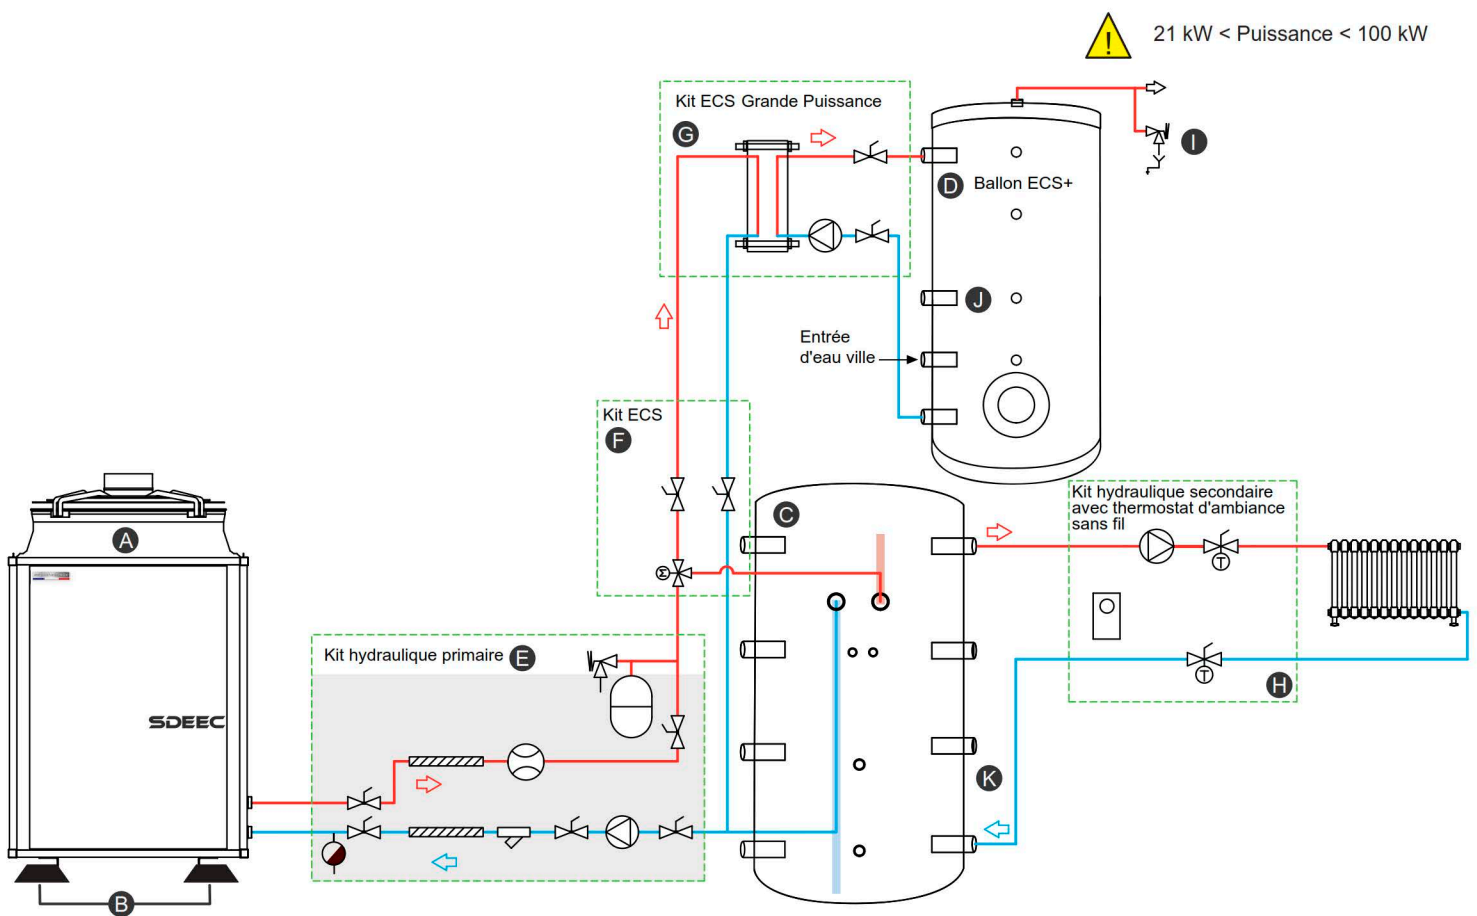 21 kW < Puissance < 100 kW
!
Kit ECS Grande Puissance
G
I
D
Ballon ECS+
J
Entrée
d'eau ville
Kit ECS
F
C
Kit hydraulique secondaire
avec thermostat d'ambiance
sans fil
A
M
T
Kit hydraulique primaire
E
T
H
SDEEC
K
B